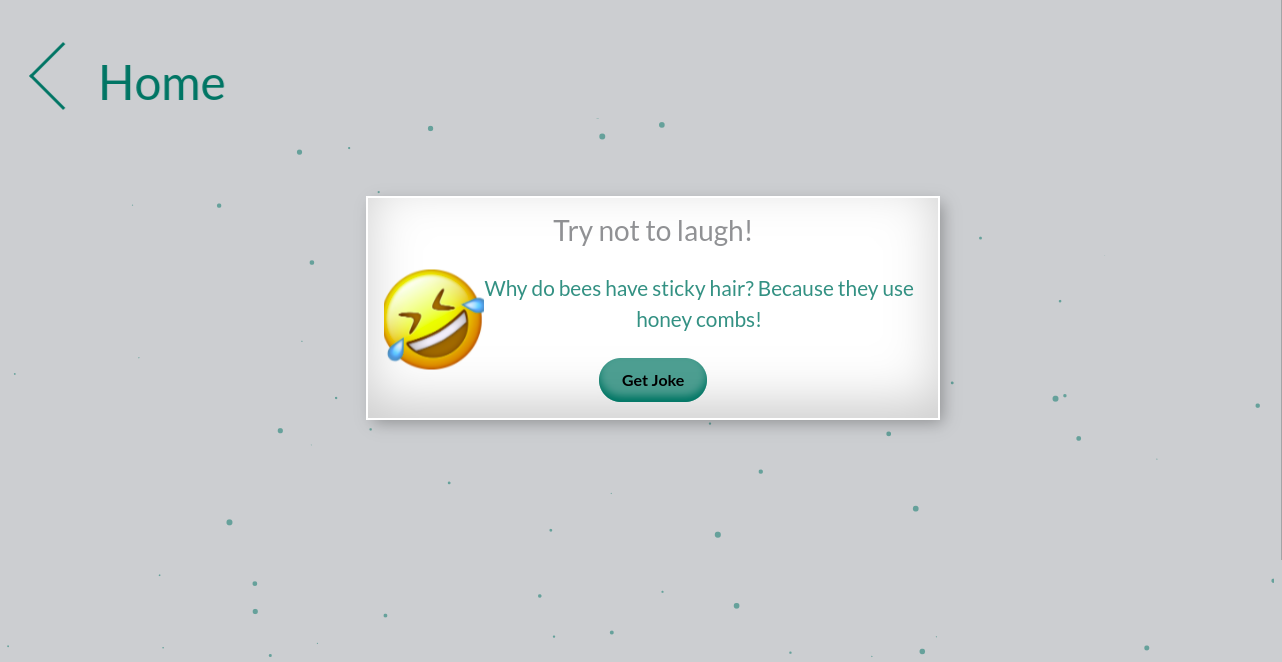 Home
Try not to laugh!
Why do bees have sticky hair? Because they use
honey combs!
Get Joke